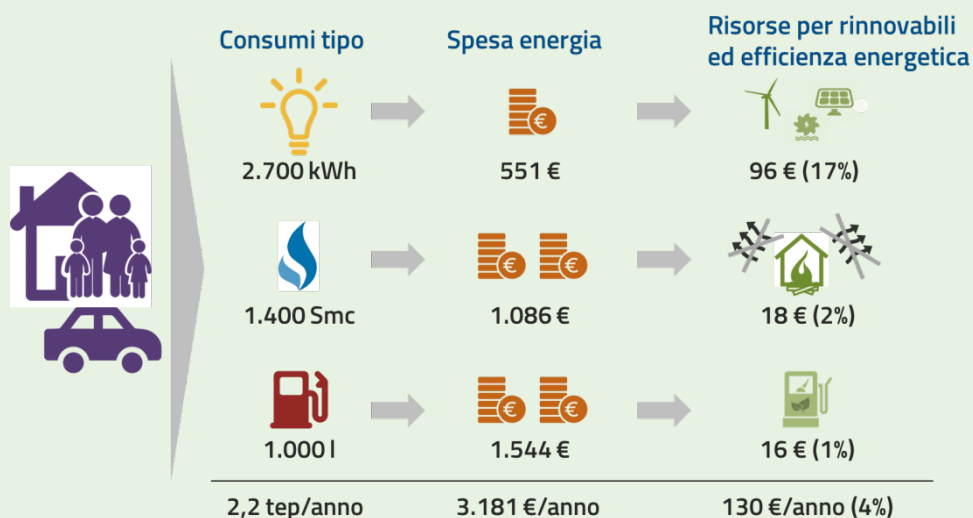 Consumi tipo
Spesa energia
Risorse per rinnovabili
ed efficienza energetica
2.700 kWh
551 €
96 € (17%)
1.400 Smc
1.086 €
18 € (2%)
1.000 l
1.544 €
16 € (1%)
2,2 tep/anno
3.181 €/anno
130 €/anno (4%)